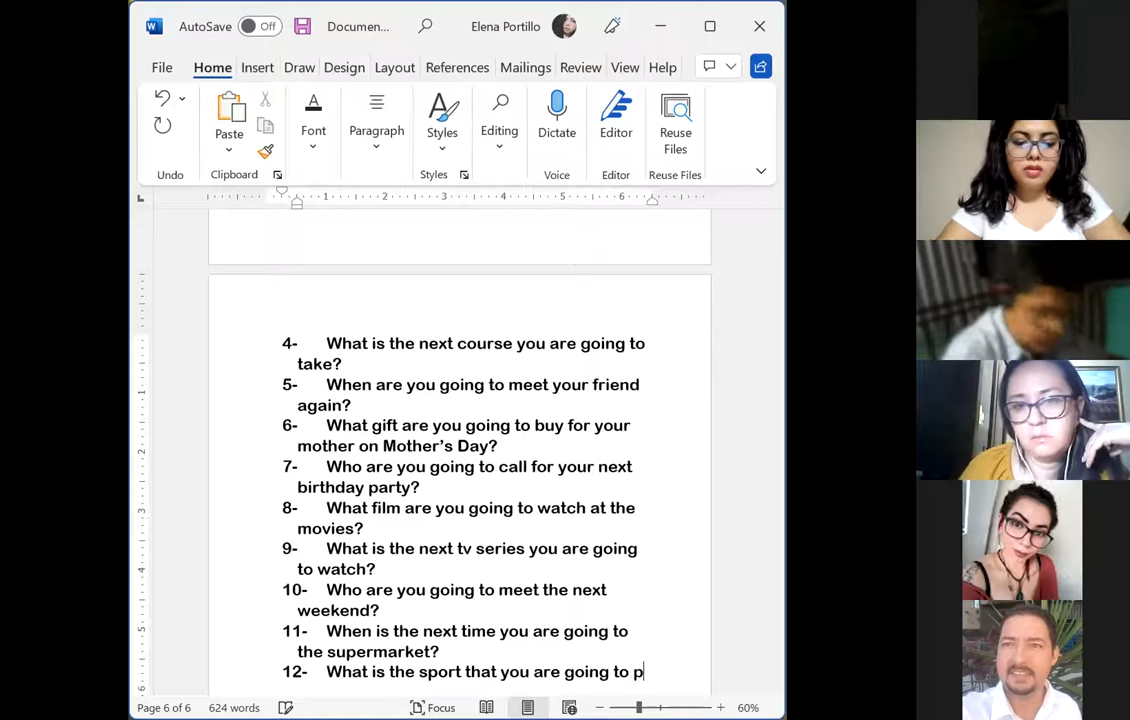 AutoSave Off Documen... Elena Portillo
File Home Insert Draw Design Layout References Mailings Review View Help
Paste Font Paragraph Styles Editing Dictate Editor Reuse Files
Undo Clipboard Styles Voice Editor Reuse Files
1 2 3 4 5 6
4- What is the next course you are going to
take?
5- When are you going to meet your friend
again?
6- What gift are you going to buy for your
mother on Mother's Day?
7- Who are you going to call for your next
birthday party?
8- What film are you going to watch at the
movies?
9- What is the next tv series you are going
to watch?
10- Who are you going to meet the next
weekend?
11- When is the next time you are going to
the supermarket?
12- What is the sport that you are going to p
Page 6 of 6 624 words Focus 60%